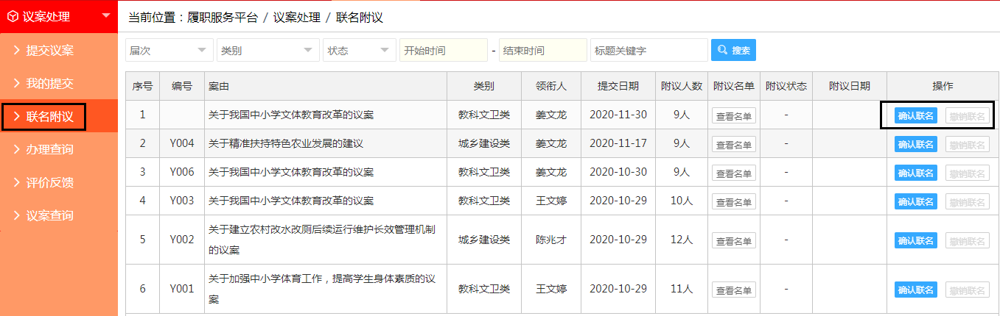 议案处理
当前位置：履职服务平台 / 议案处理 / 联名附议
提交议案
我的提交
联名附议
办理查询
评价反馈
议案查询
届次 类别 状态 开始时间 - 结束时间 标题关键字 搜索
序号 编号 案由 类别 领衔人 提交日期 附议人数 附议名单 附议状态 附议日期 操作
1 关于我国中小学文体教育改革的议案 教科文卫类 姜文龙 2020-11-30 9人 查看名单 - 确认联名 撤销联名
2 Y004 关于精准扶持特色农业发展的建议 城乡建设类 姜文龙 2020-11-17 9人 查看名单 - 确认联名 撤销联名
3 Y006 关于我国中小学文体教育改革的议案 教科文卫类 姜文龙 2020-10-30 9人 查看名单 - 确认联名 撤销联名
4 Y003 关于我国中小学文体教育改革的议案 教科文卫类 王文婷 2020-10-29 10人 查看名单 - 确认联名 撤销联名
5 Y002 关于建立农村改水改厕后续运行维护长效管理机制 城乡建设类 陈兆才 2020-10-29 12人 查看名单 - 确认联名 撤销联名
的议案
6 Y001 关于加强中小学体育工作，提高学生身体素质的议 教科文卫类 王文婷 2020-10-29 11人 查看名单 - 确认联名 撤销联名
案